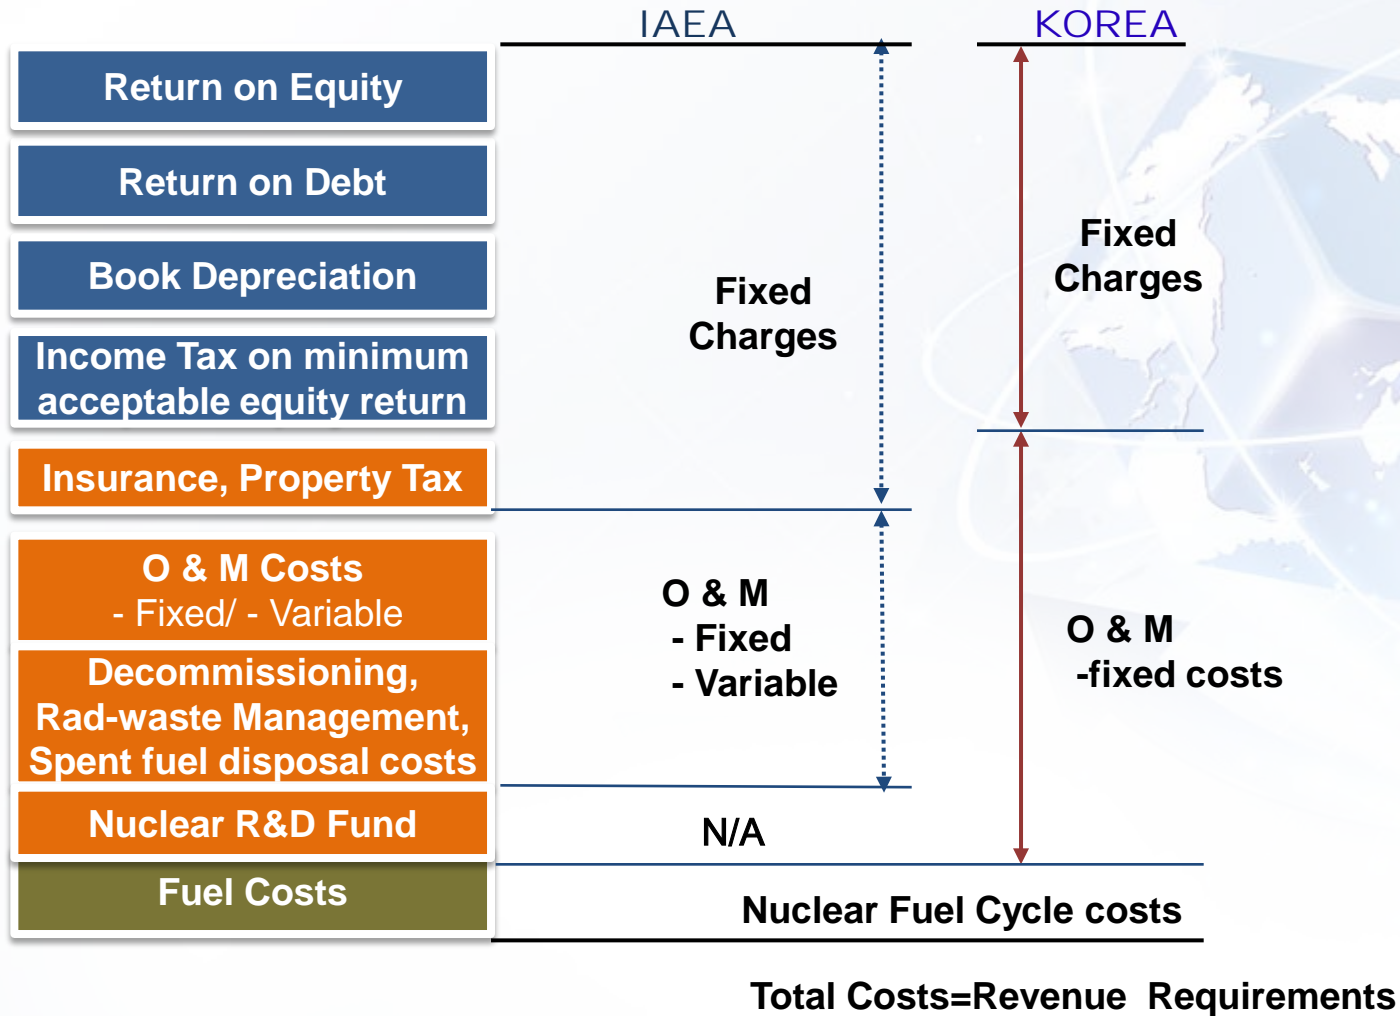 IAEA
KOREA
Return on Equity
Return on Debt
Book Depreciation
Income Tax on minimum
acceptable equity return
Insurance, Property Tax
O & M Costs
- Fixed/ - Variable
Decommissioning,
Rad-waste Management,
Spent fuel disposal costs
Nuclear R&D Fund
Fuel Costs
Fixed
Charges
O & M
- Fixed
- Variable
N/A
Fixed
Charges
O & M
-fixed costs
Nuclear Fuel Cycle costs
Total Costs=Revenue Requirements